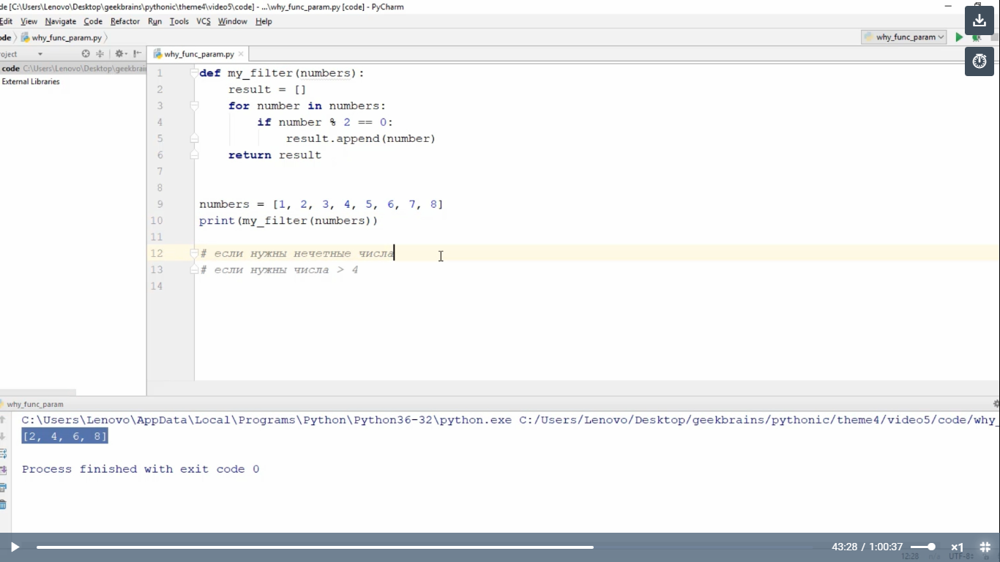 de [C:\Users\Lenovo\Desktop\geekbrains\pythonic\theme4\video5\code] - ...\why_func_param.py [code] - PyCharm
Edit View Navigate Code Refactor Run Tools VCS Window Help
ode why_func_param.py why_func_param
roject why_func_param.py
code C:\Users\Lenovo\Desktop\geekbrai
External Libraries
1 def my_filter(numbers):
2 result = []
3 for number in numbers:
4 if number % 2 == 0:
5 result.append(number)
6 return result
7
8
9 numbers = [1, 2, 3, 4, 5, 6, 7, 8]
10 print(my_filter(numbers))
11
12 # если нужны нечетные числа
13 # если нужны числа > 4
14
why_func_param
C:\Users\Lenovo\AppData\Local\Programs\Python\Python36-32\python.exe C:/Users/Lenovo/Desktop/geekbrains/pythonic/theme4/video5/code/why_
[2, 4, 6, 8]
Process finished with exit code 0
43:28 / 1:00:37 ×1
12:28 n/a UTF-8